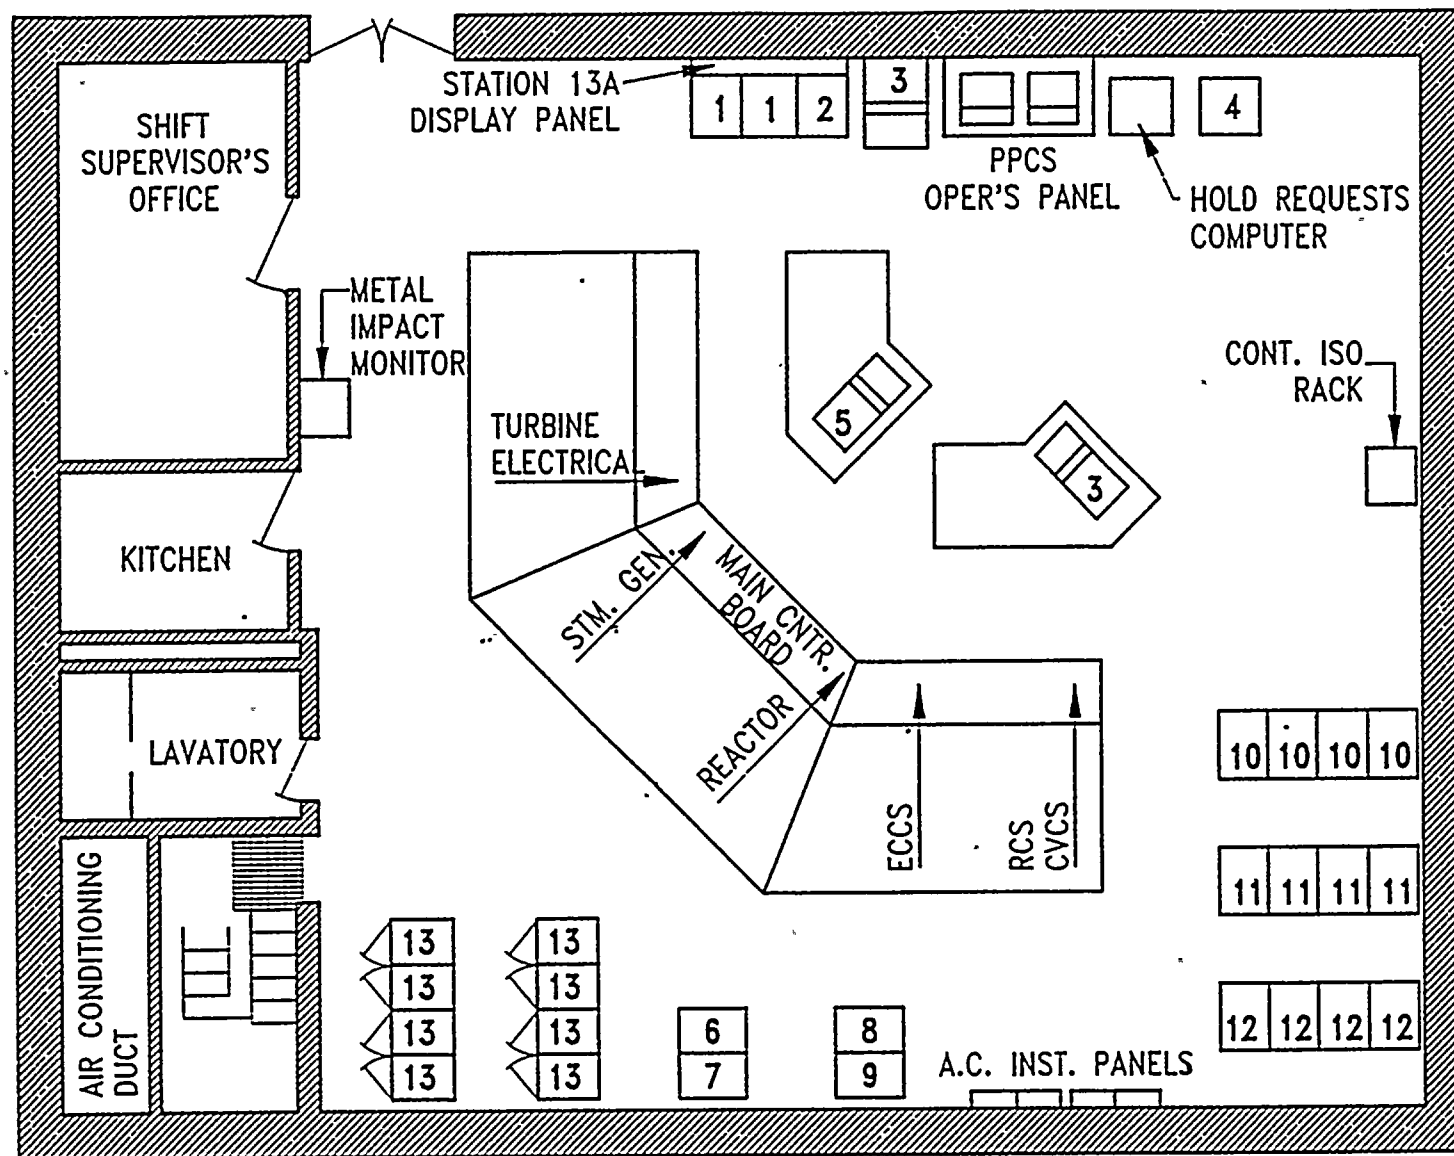 STATION 13A
DISPLAY PANEL
1 1 2
3
4
PPCS
OPER'S PANEL
HOLD REQUESTS
COMPUTER
SHIFT
SUPERVISOR'S
OFFICE
METAL
IMPACT
MONITOR
CONT. ISO
RACK
5
3
TURBINE
ELECTRICAL
KITCHEN
STM. GEN.
MAIN CNTR.
BOARD
REACTOR
LAVATORY
ECCS
RCS
CVCS
10 10 10 10
11 11 11 11
12 12 12 12
AIR CONDITIONING
DUCT
13 13
13 13
13 13
13 13
6
7
8
9
A.C. INST. PANELS